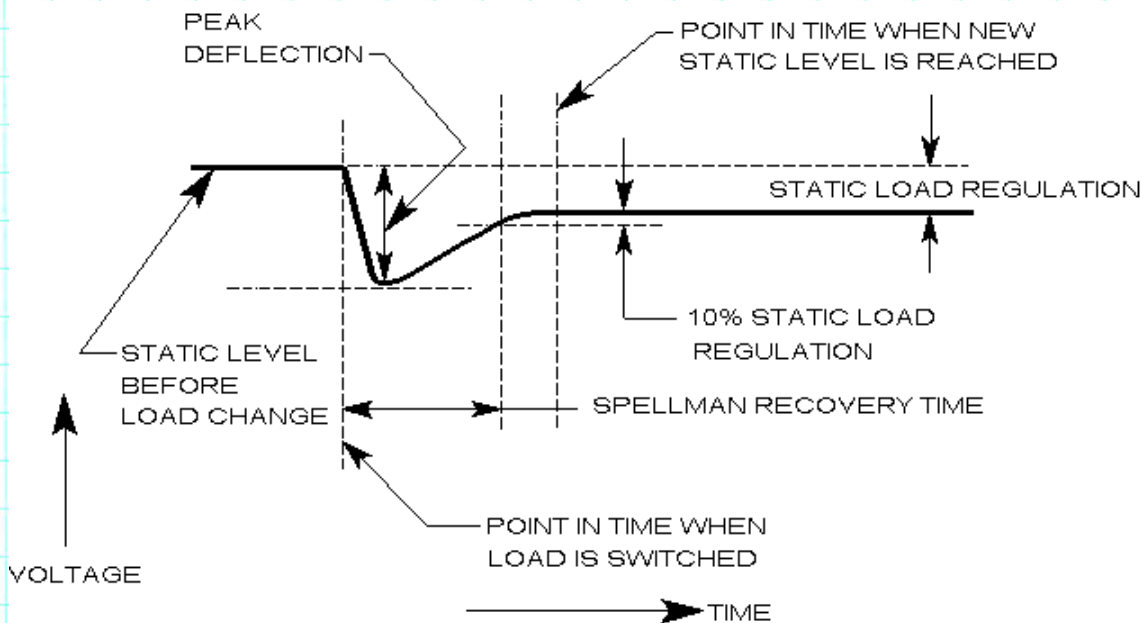 PEAK
DEFLECTION
POINT IN TIME WHEN NEW
STATIC LEVEL IS REACHED
STATIC LOAD REGULATION
10% STATIC LOAD
REGULATION
STATIC LEVEL
BEFORE
LOAD CHANGE
SPELLMAN RECOVERY TIME
POINT IN TIME WHEN
LOAD IS SWITCHED
VOLTAGE
TIME